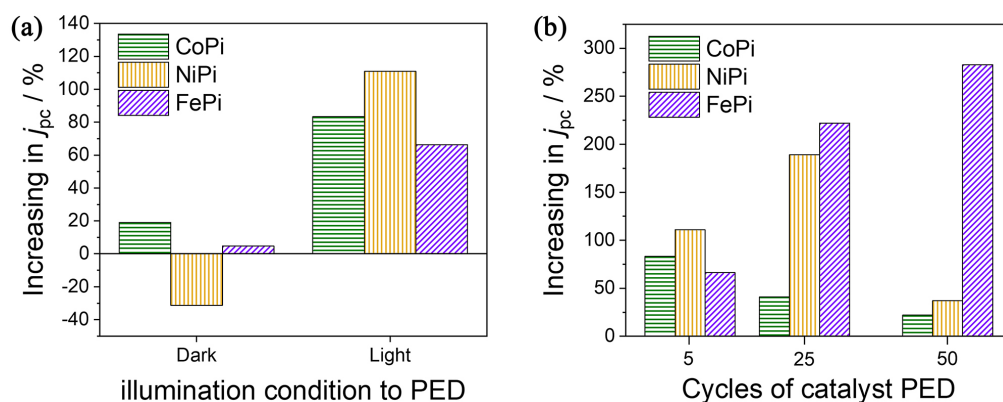 (a)
140
120
100
80
60
40
20
0
-20
-40
Increasing in jpc / %
CoPi
NiPi
FePi
Dark Light
illumination condition to PED
(b)
300
250
200
150
100
50
0
Increasing in jpc / %
CoPi
NiPi
FePi
5 25 50
Cycles of catalyst PED